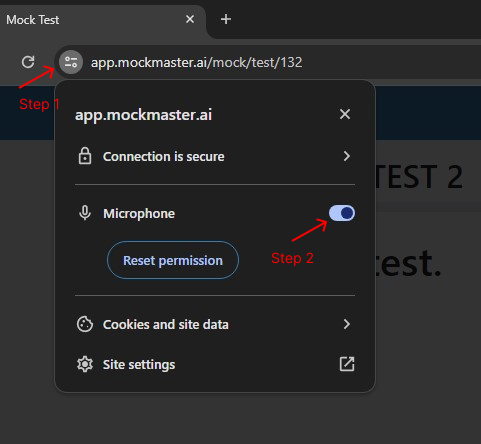 Mock Test
app.mockmaster.ai/mock/test/132
Step 1
app.mockmaster.ai
Connection is secure
TEST 2
Microphone
Step 2
Reset permission
test.
Cookies and site data
Site settings